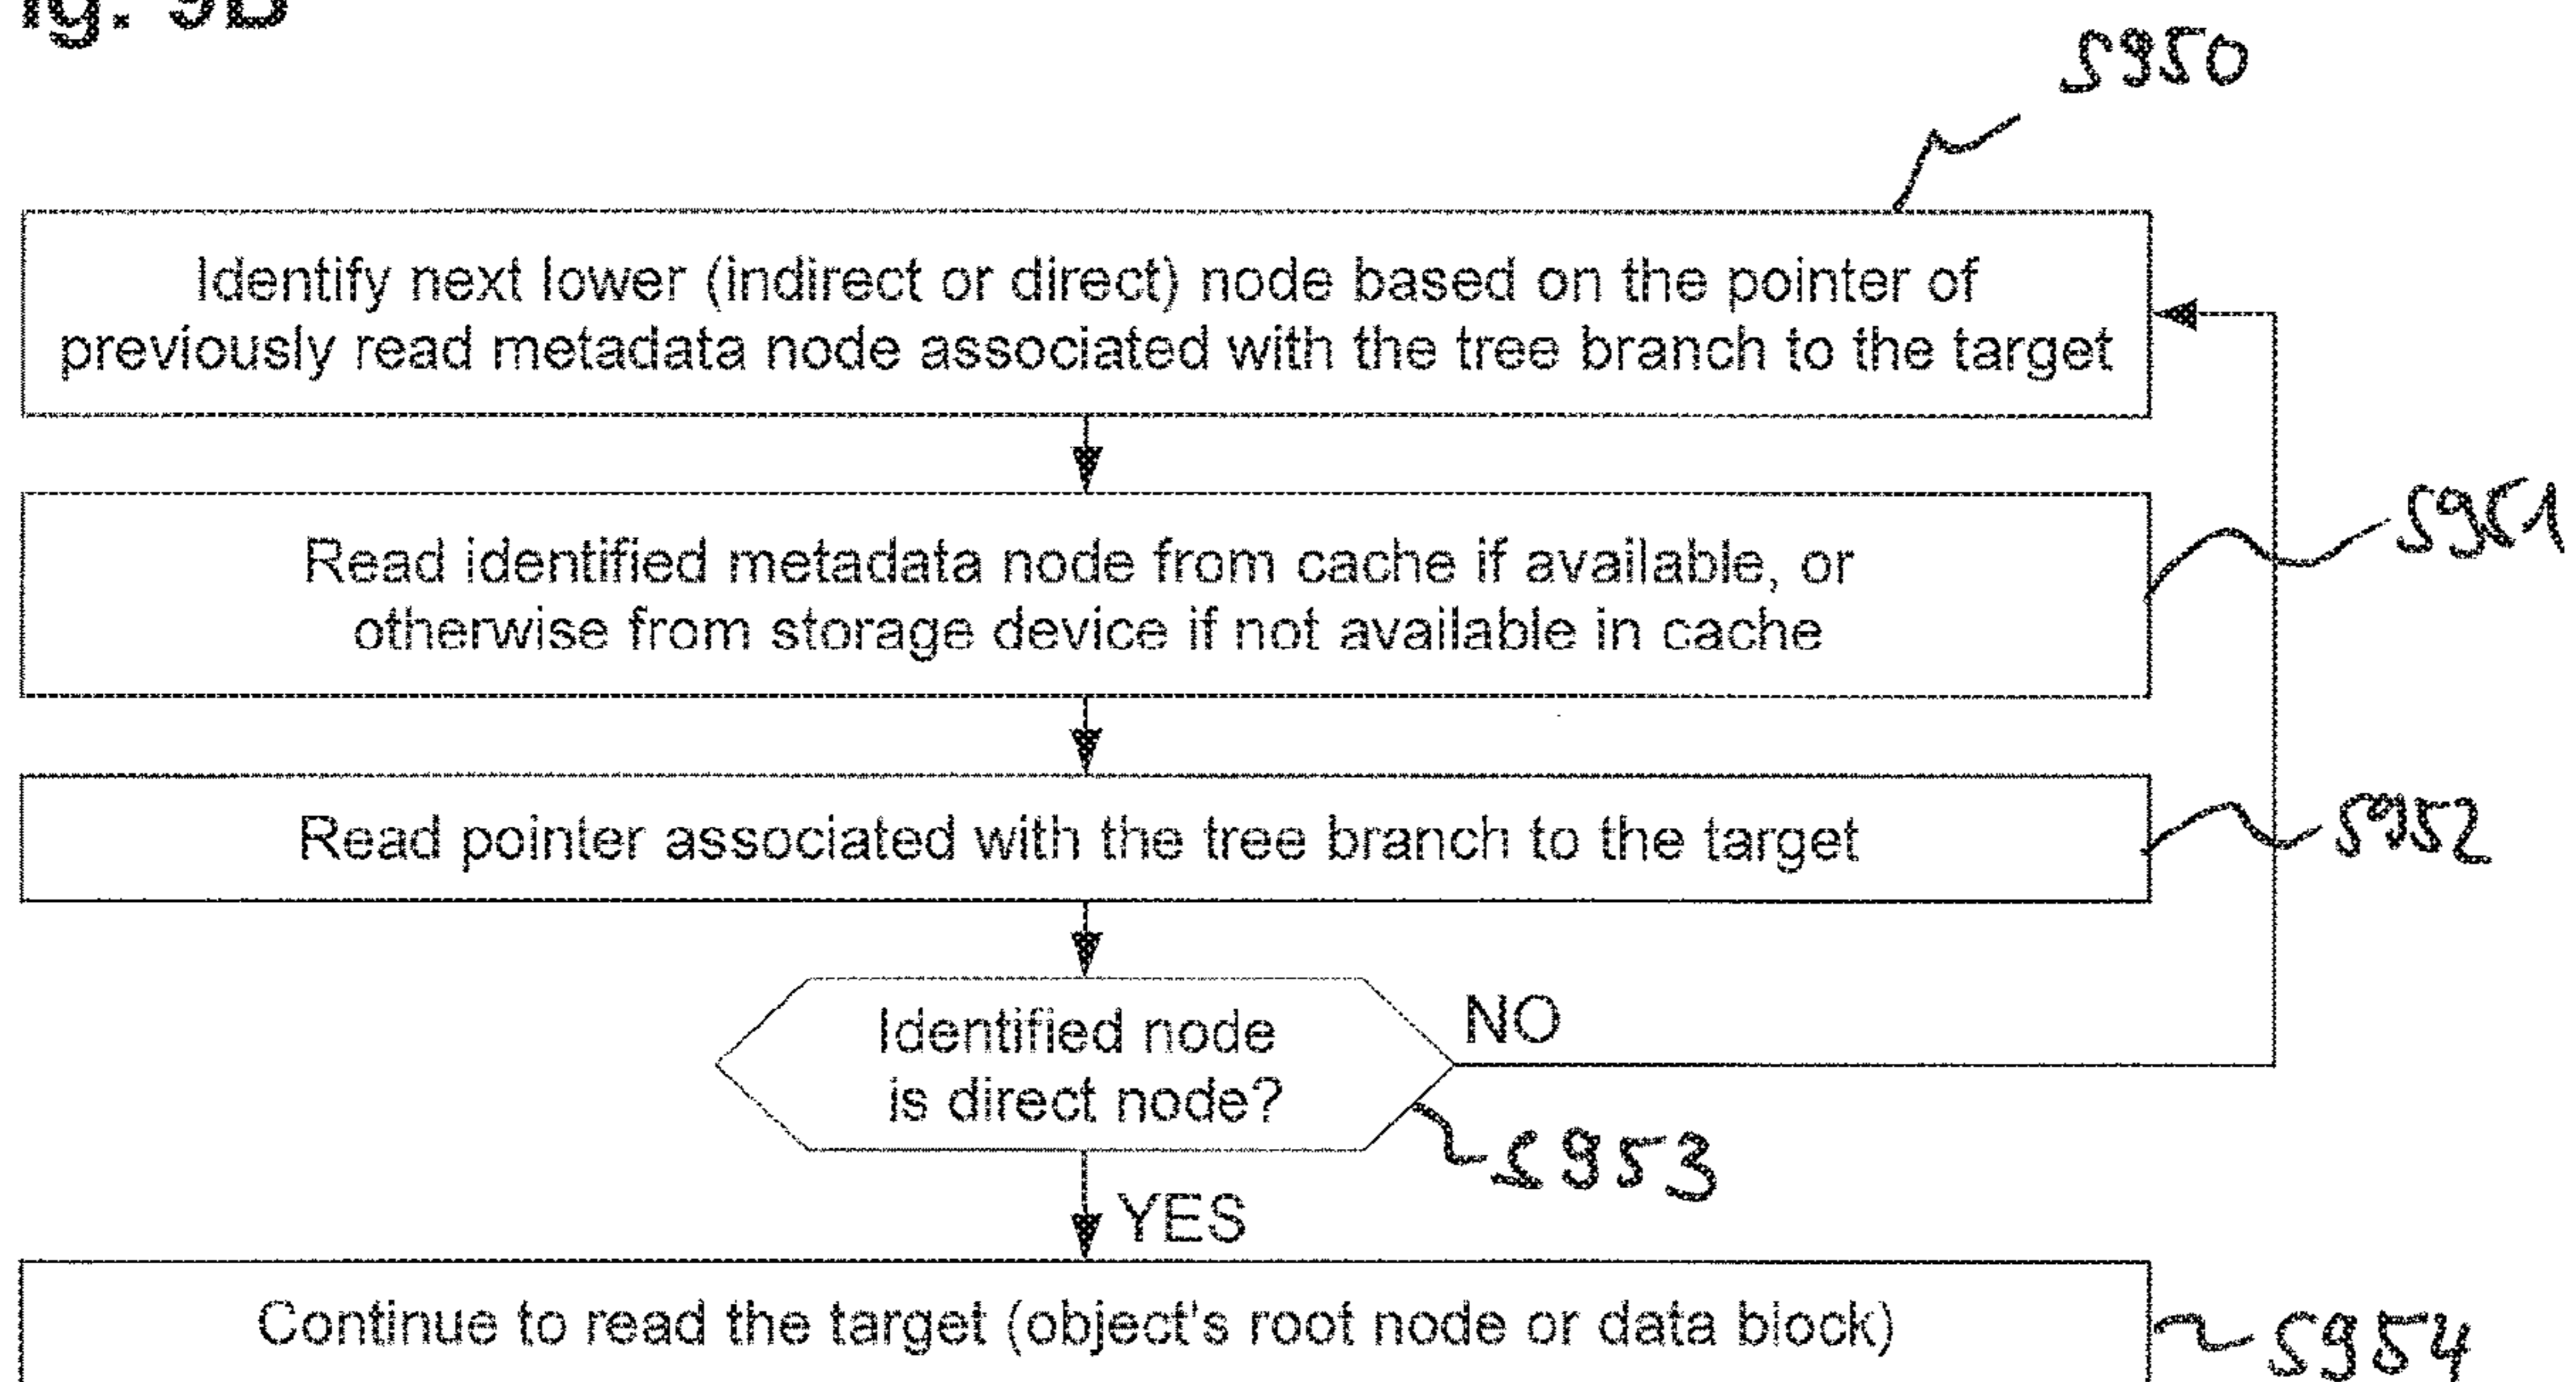 ig. 9B
S950
Identify next lower (indirect or direct) node based on the pointer of
previously read metadata node associated with the tree branch to the target
S951
Read identified metadata node from cache if available, or
otherwise from storage device if not available in cache
Read pointer associated with the tree branch to the target
S952
Identified node
is direct node?
NO
S953
YES
Continue to read the target (object's root node or data block)
S954